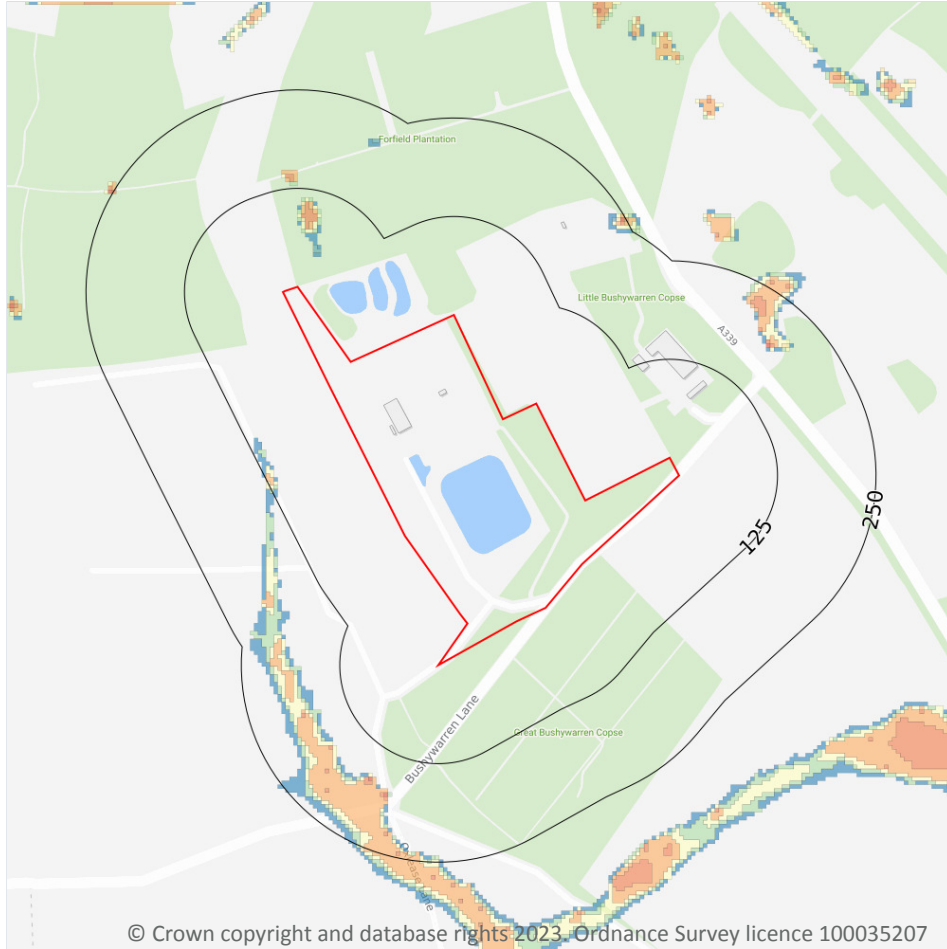 Forfield Plantation
Little Bushywarren Copse
A339
250
125
Bushywarren Lane
Great Bushywarren Copse
© Crown copyright and database rights 2023. Ordnance Survey licence 100035207